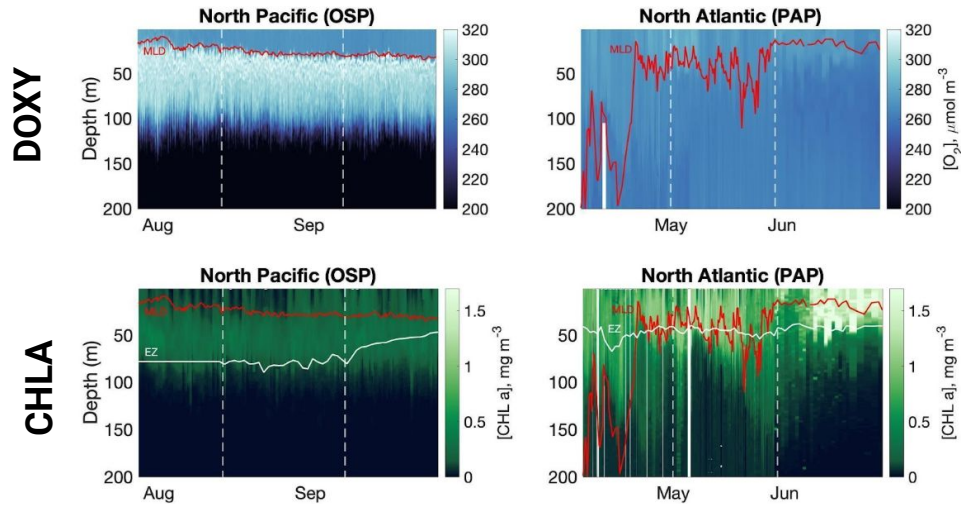 DOXY
North Pacific (OSP)
MLD
Depth (m)
50
100
150
200
Aug
Sep
320
300
280
260
240
220
200
North Atlantic (PAP)
MLD
50
100
150
200
May
Jun
320
300
280
260
240
220
200
[O₂], μmol m⁻³
CHLA
North Pacific (OSP)
MLD
EZ
Depth (m)
50
100
150
200
Aug
Sep
1.5
1
0.5
0
[CHL a], mg m⁻³
North Atlantic (PAP)
MLD
EZ
50
100
150
200
May
Jun
1.5
1
0.5
0
[CHL a], mg m⁻³